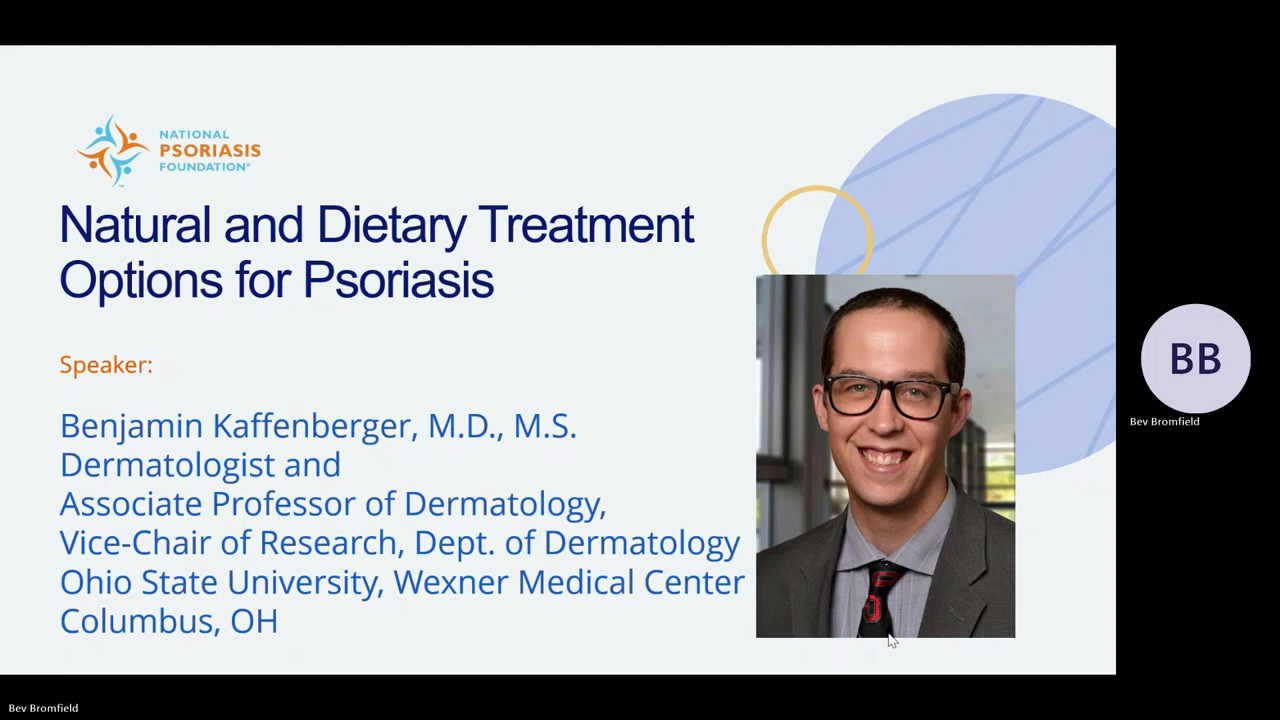 NATIONAL
PSORIASIS
FOUNDATION®
™
Natural and Dietary Treatment
Options for Psoriasis
Speaker:
Benjamin Kaffenberger, M.D., M.S.
Dermatologist and
Associate Professor of Dermatology,
Vice-Chair of Research, Dept. of Dermatology
Ohio State University, Wexner Medical Center
Columbus, OH
BB
Bev Bromfield
Bev Bromfield